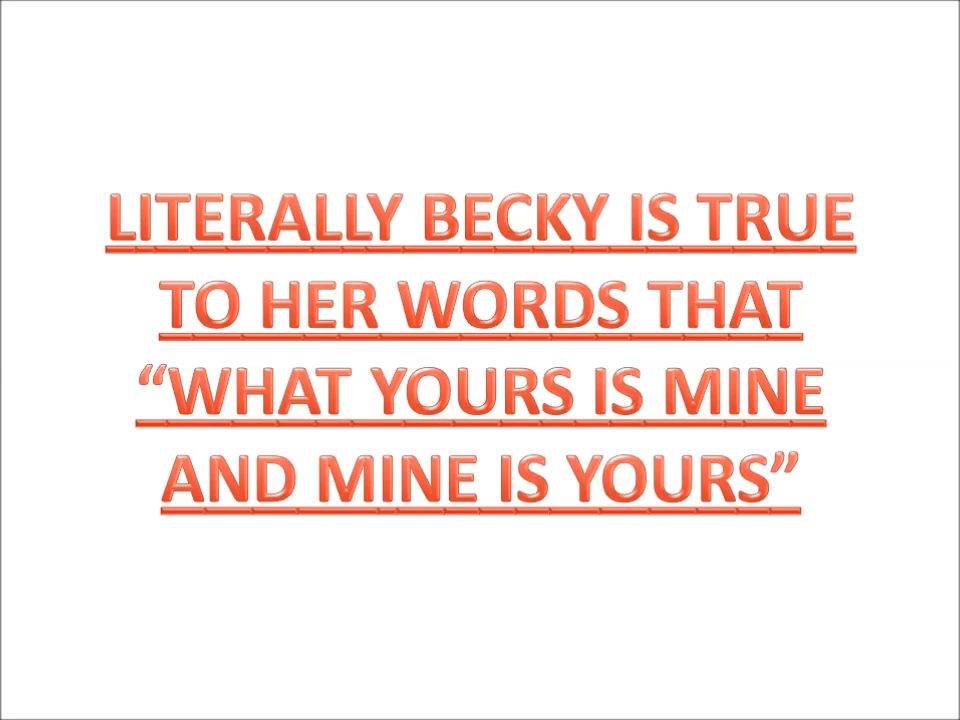 LITERALLY BECKY IS TRUE
TO HER WORDS THAT
“WHAT YOURS IS MINE
AND MINE IS YOURS”